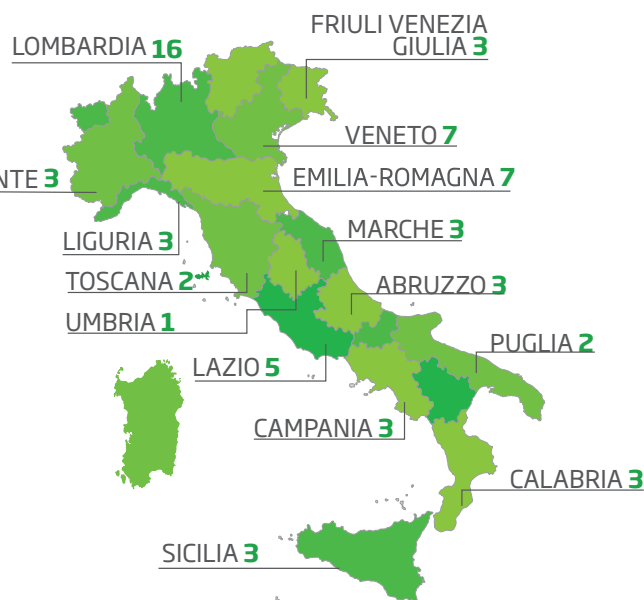 FRIULI VENEZIA
GIULIA 3
LOMBARDIA 16
VENETO 7
NTE 3
EMILIA-ROMAGNA 7
LIGURIA 3
MARCHE 3
TOSCANA 2
ABRUZZO 3
UMBRIA 1
PUGLIA 2
LAZIO 5
CAMPANIA 3
CALABRIA 3
SICILIA 3